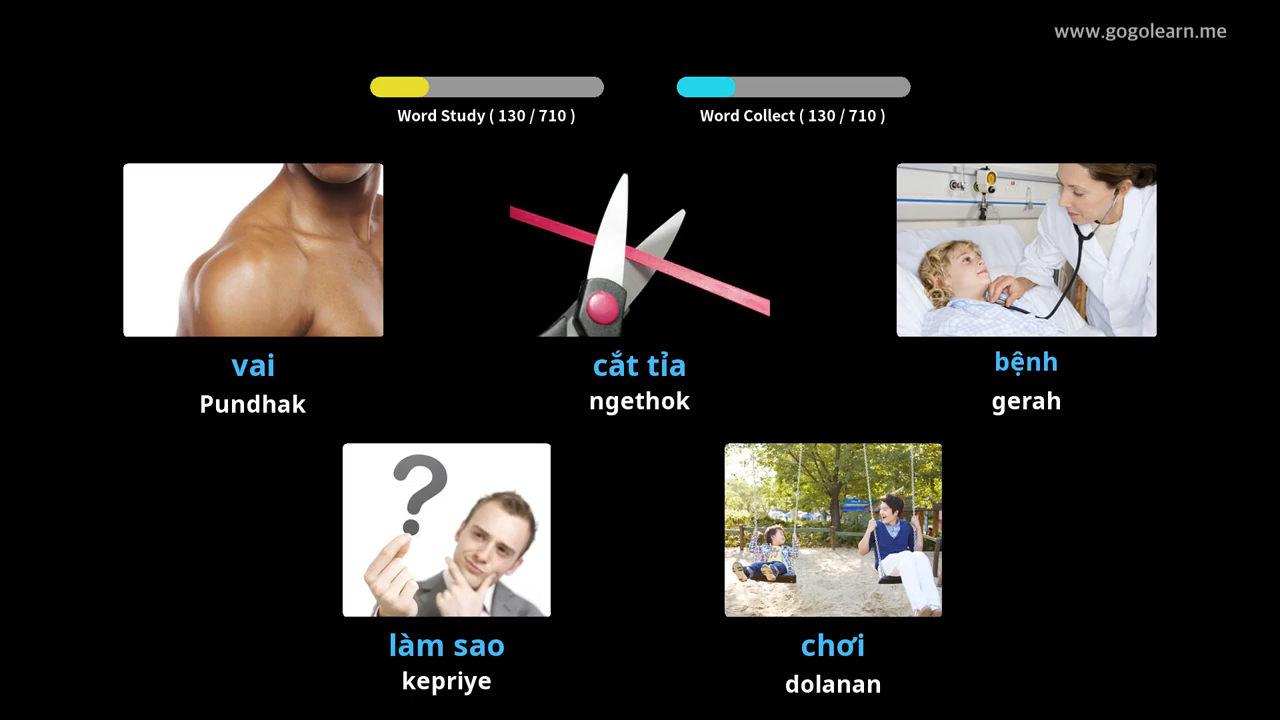 www.gogolearn.me
Word Study ( 130 / 710 )
Word Collect ( 130 / 710 )
vai
Pundhak
cắt tỉa
ngethok
bệnh
gerah
làm sao
kepriye
chơi
dolanan